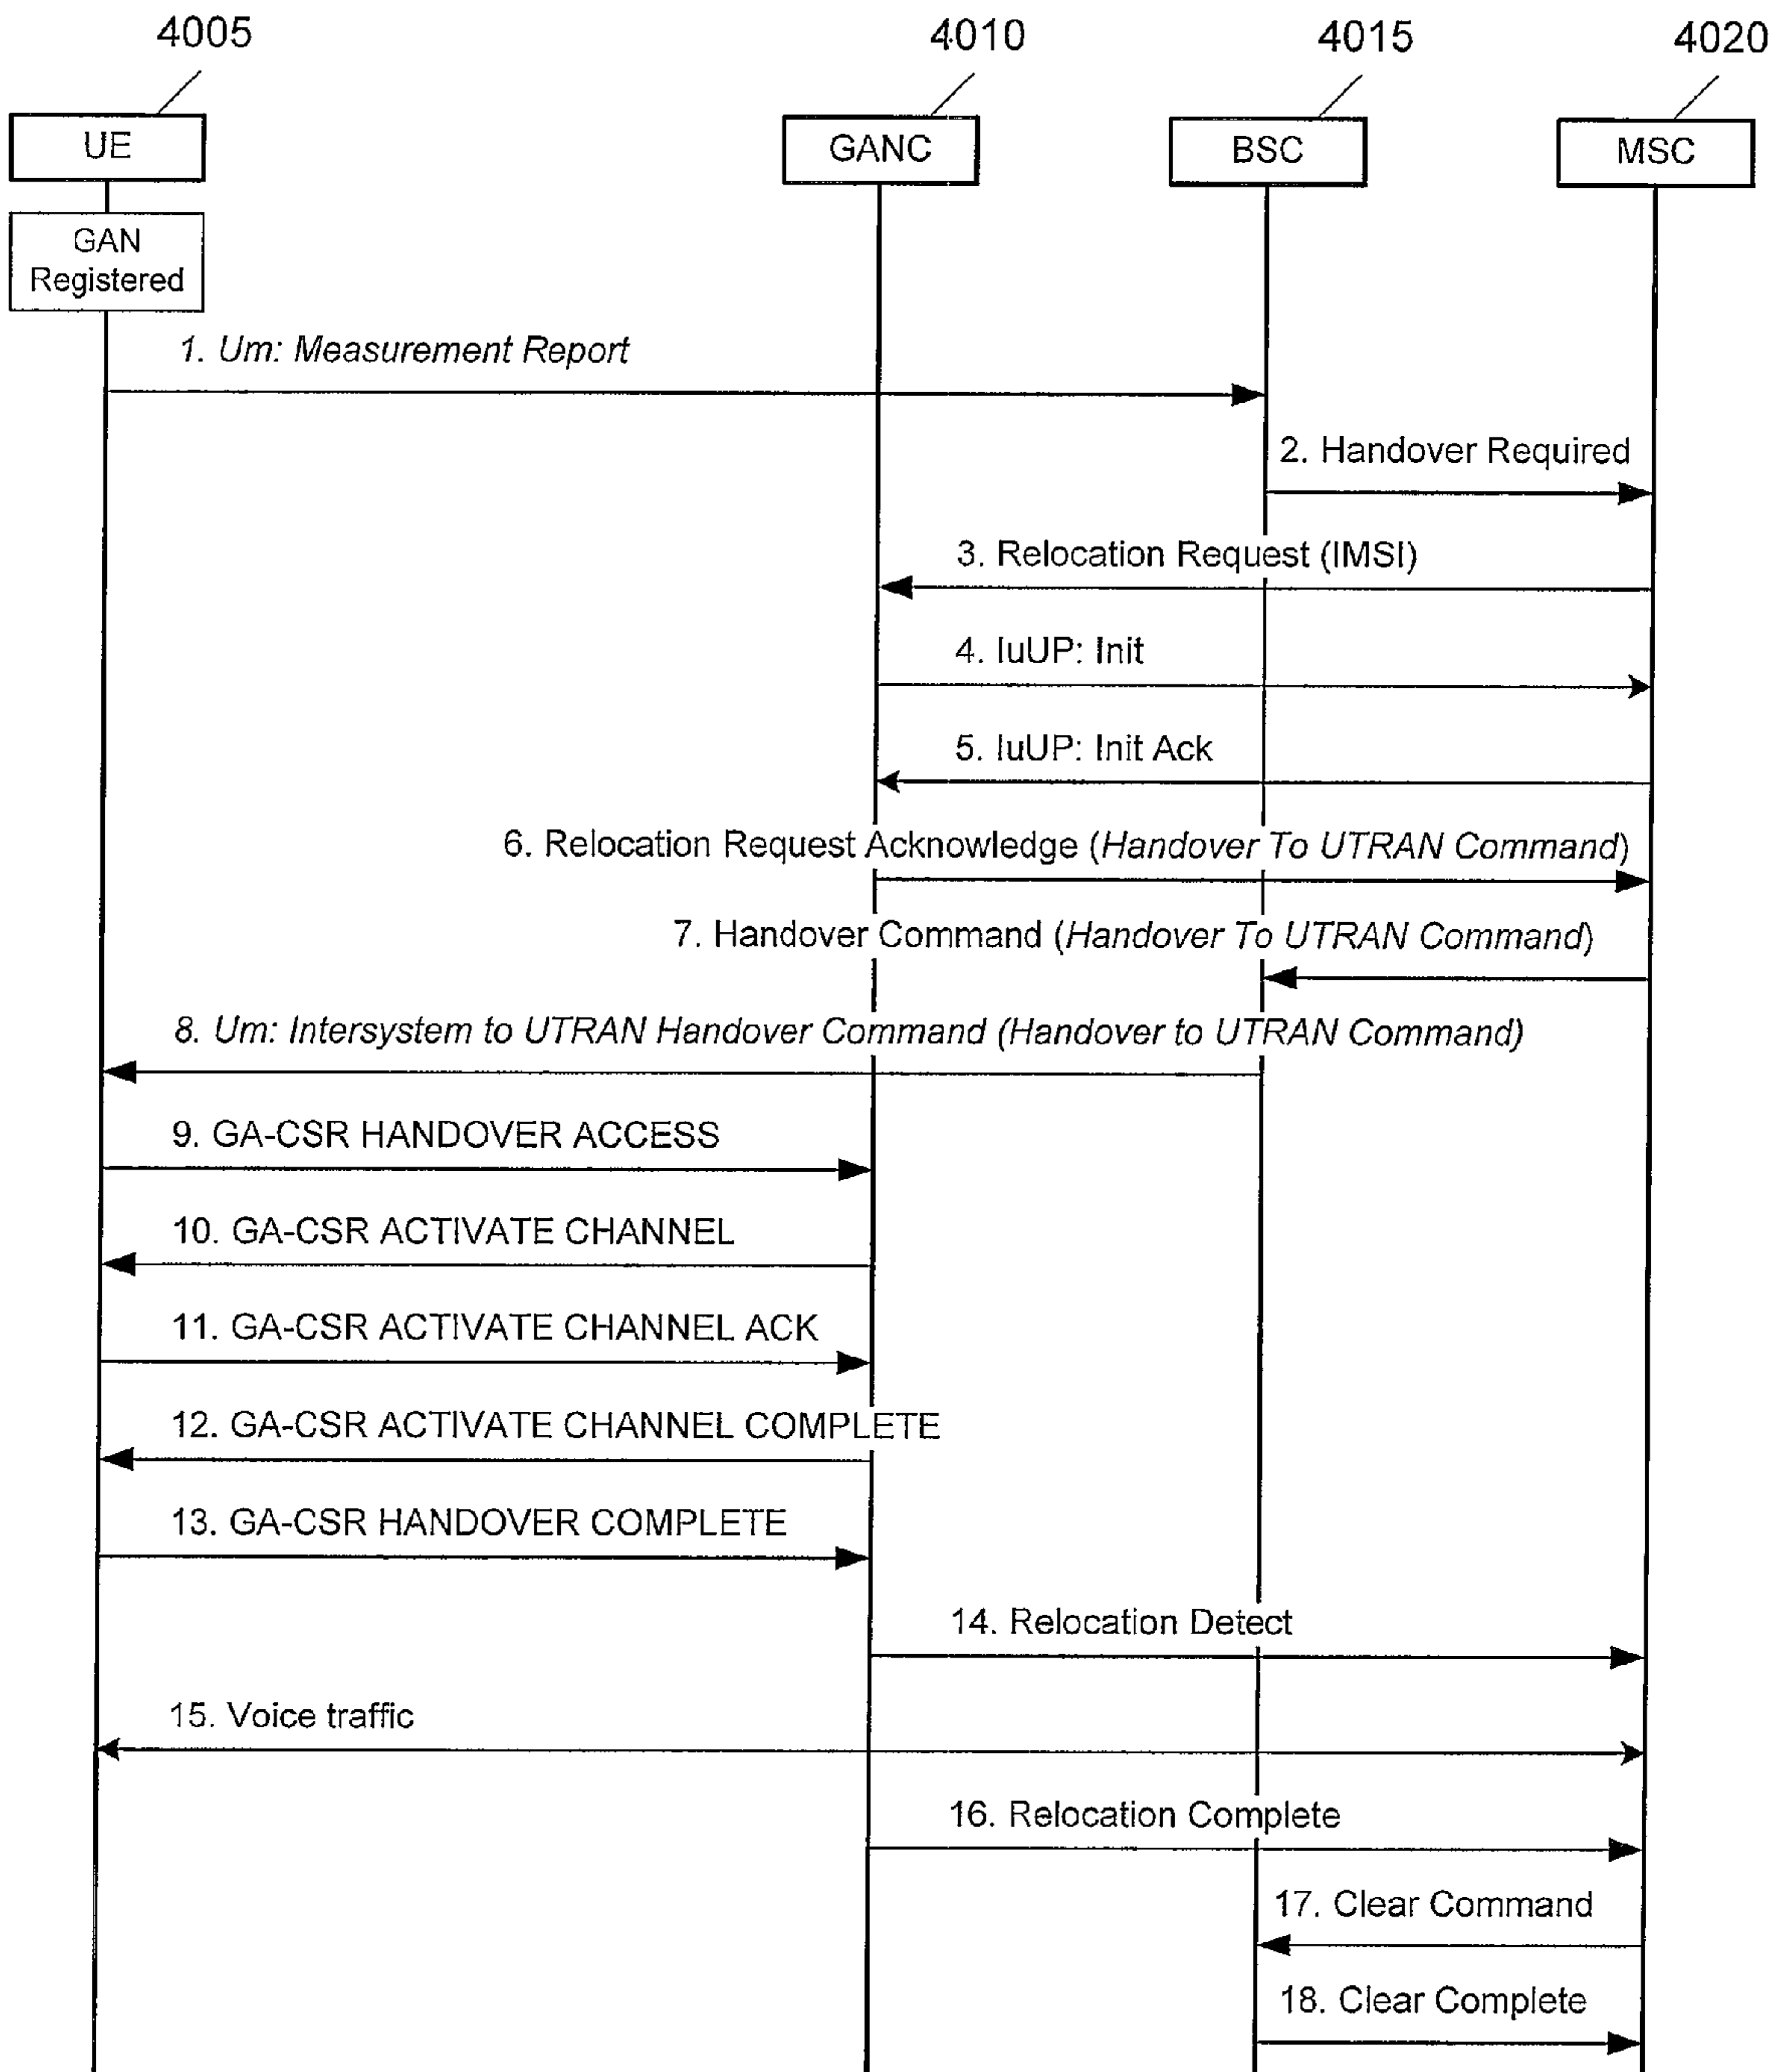 4005 4010 4015 4020
UE GANC BSC MSC
GAN
Registered
1. Um: Measurement Report
2. Handover Required
3. Relocation Request (IMSI)
4. IuUP: Init
5. IuUP: Init Ack
6. Relocation Request Acknowledge (Handover To UTRAN Command)
7. Handover Command (Handover To UTRAN Command)
8. Um: Intersystem to UTRAN Handover Command (Handover to UTRAN Command)
9. GA-CSR HANDOVER ACCESS
10. GA-CSR ACTIVATE CHANNEL
11. GA-CSR ACTIVATE CHANNEL ACK
12. GA-CSR ACTIVATE CHANNEL COMPLETE
13. GA-CSR HANDOVER COMPLETE
14. Relocation Detect
15. Voice traffic
16. Relocation Complete
17. Clear Command
18. Clear Complete